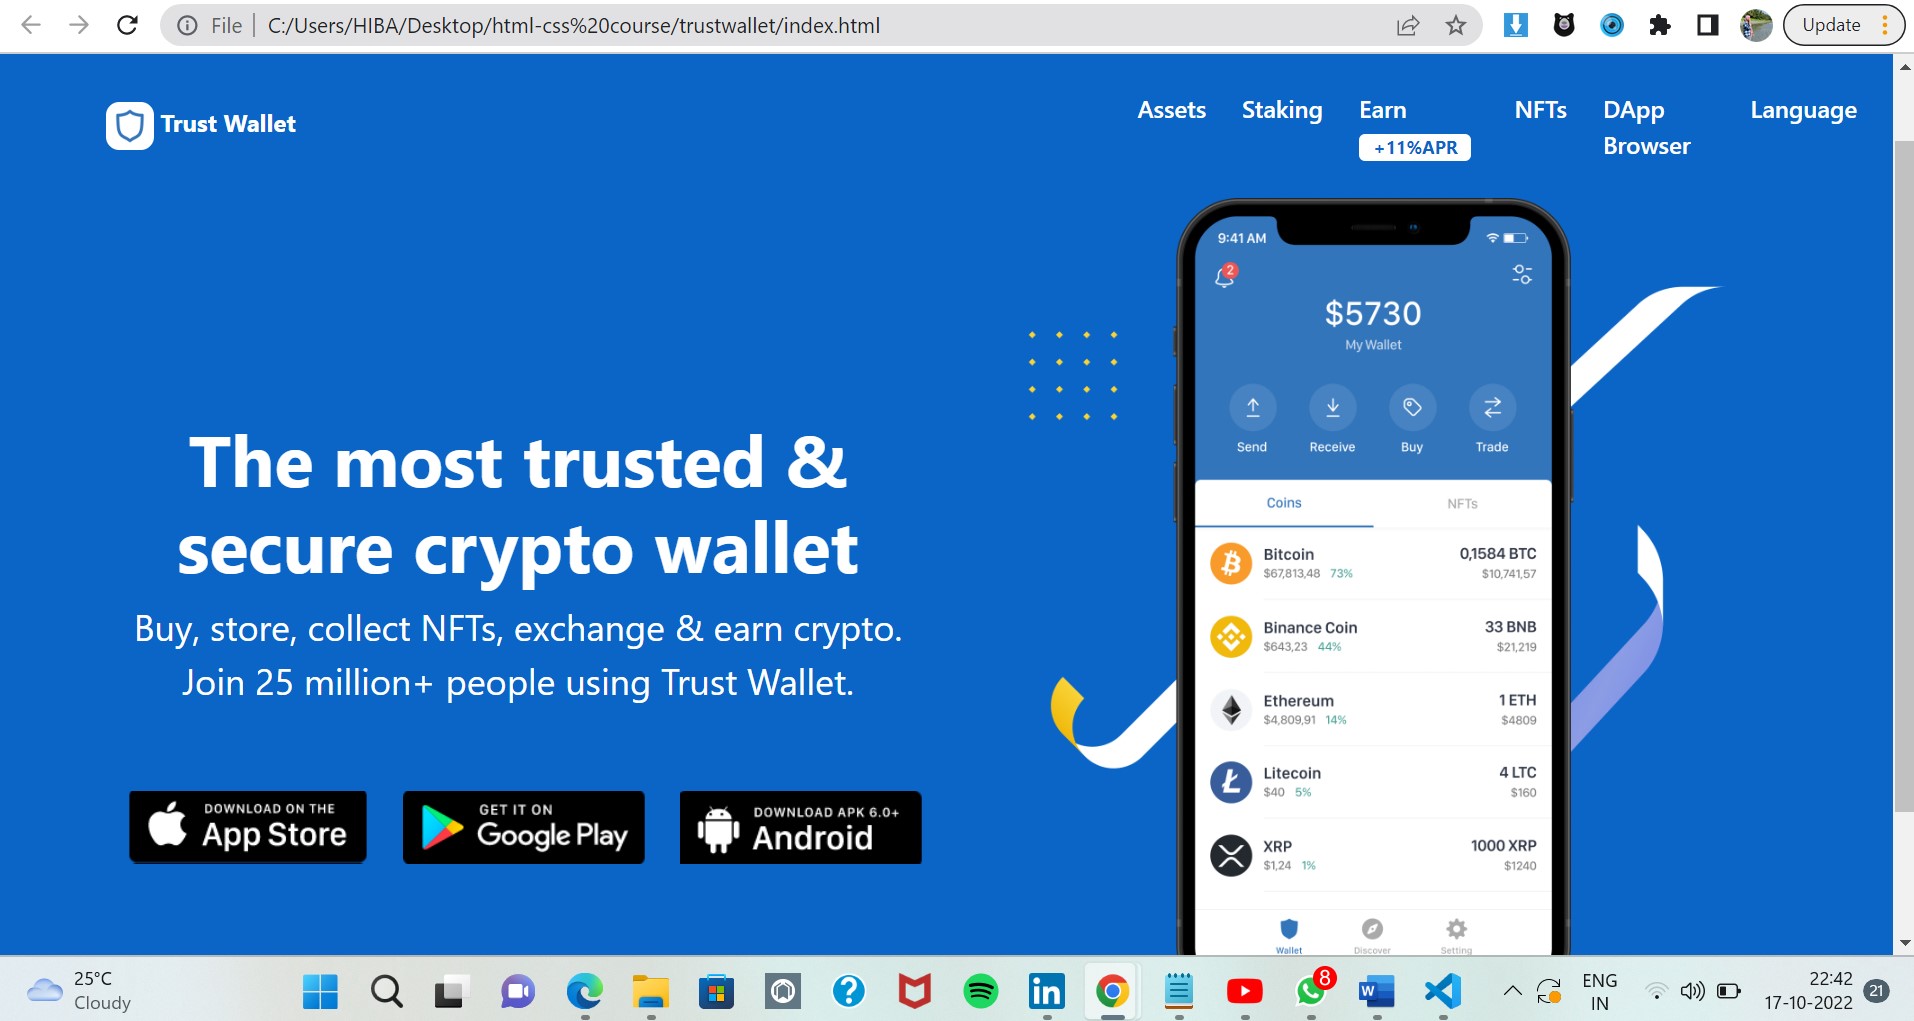 File
C:/Users/HIBA/Desktop/html-css%20course/trustwallet/index.html
Update
Trust Wallet
Assets
Staking
Earn
+11%APR
NFTs
DApp
Browser
Language
The most trusted &
secure crypto wallet
Buy, store, collect NFTs, exchange & earn crypto.
Join 25 million+ people using Trust Wallet.
DOWNLOAD ON THE
App Store
GET IT ON
Google Play
DOWNLOAD APK 6.0+
Android
9:41 AM
2
$5730
My Wallet
Send
Receive
Buy
Trade
Coins
NFTs
Bitcoin
0,1584 BTC
$67,813,48 73%
$10,741,57
Binance Coin
33 BNB
$643,23 44%
$21,219
Ethereum
1 ETH
$4,809,91 14%
$4809
Litecoin
4 LTC
$40 5%
$160
XRP
1000 XRP
$1,24 1%
$1240
Wallet
Discover
Setting
25°C
Cloudy
8
ENG
IN
22:42
17-10-2022
21